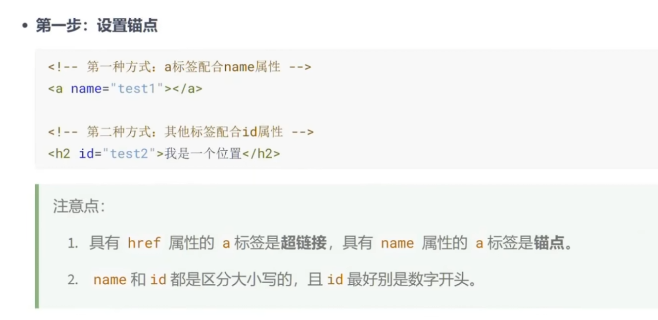 • 第一步：设置锚点
<!-- 第一种方式：a标签配合name属性 -->
<a name="test1"></a>
<!-- 第二种方式：其他标签配合id属性 -->
<h2 id="test2">我是一个位置</h2>
注意点：
1. 具有 href 属性的 a 标签是超链接，具有 name 属性的 a 标签是锚点。
2. name 和 id 都是区分大小写的，且 id 最好别是数字开头。